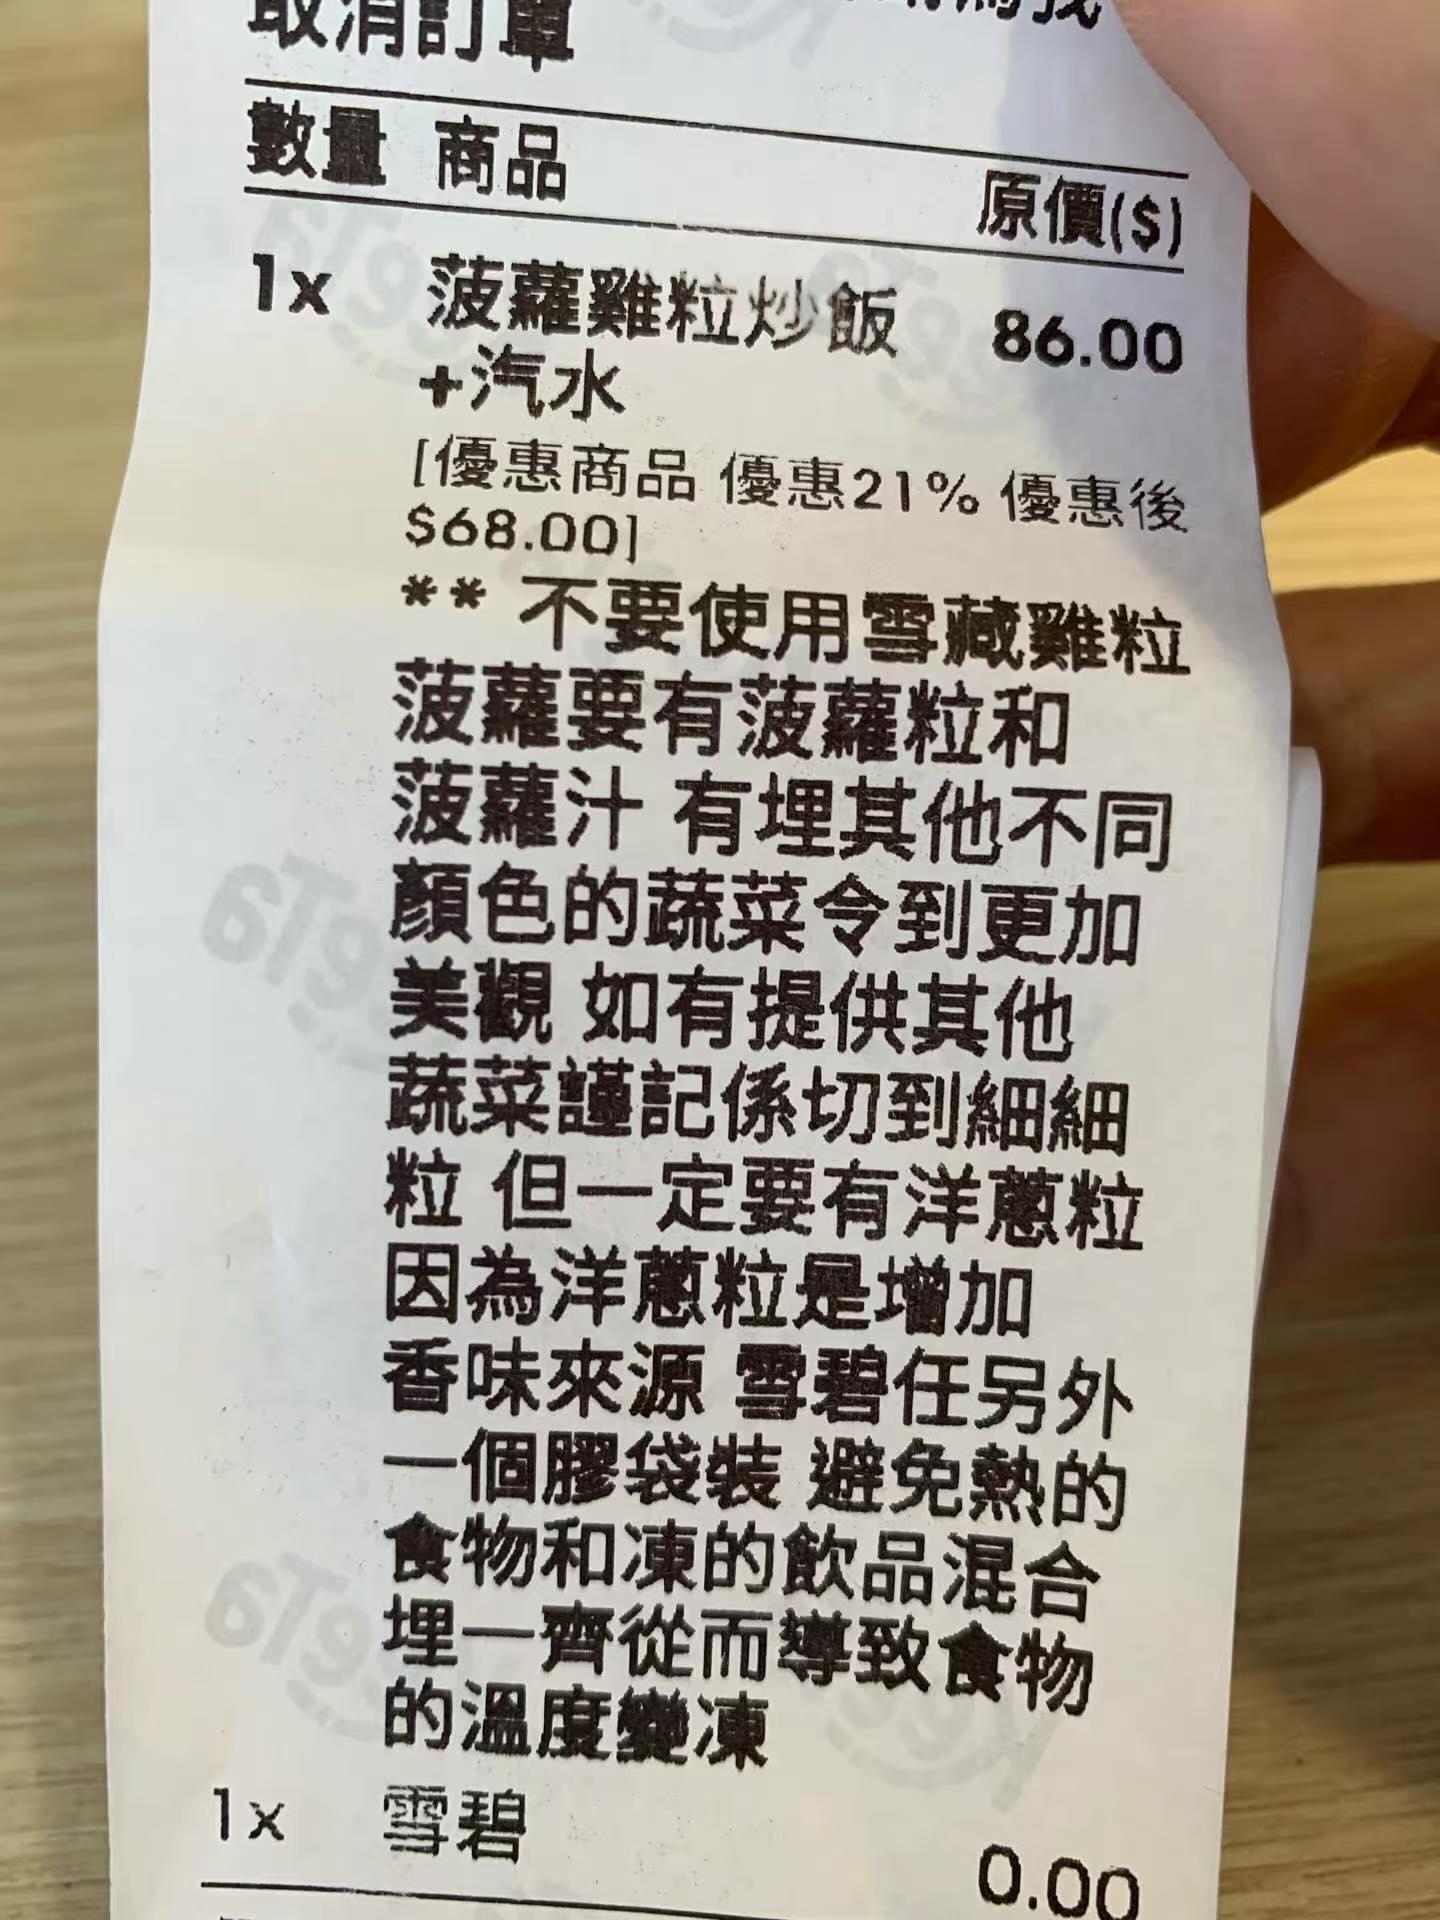 取消訂單
數量 商品 原價($)
1x 菠蘿雞粒炒飯 86.00
+汽水
[優惠商品 優惠21% 優惠後
$68.00]
** 不要使用雪藏雞粒
菠蘿要有菠蘿粒和
菠蘿汁 有埋其他不同
顏色的蔬菜令到更加
美觀 如有提供其他
蔬菜謹記係切到細細
粒 但一定要有洋蔥粒
因為洋蔥粒是增加
香味來源 雪碧任另外
一個膠袋裝 避免熱的
食物和凍的飲品混合
埋一齊從而導致食物
的溫度變凍
1x 雪碧 0.00